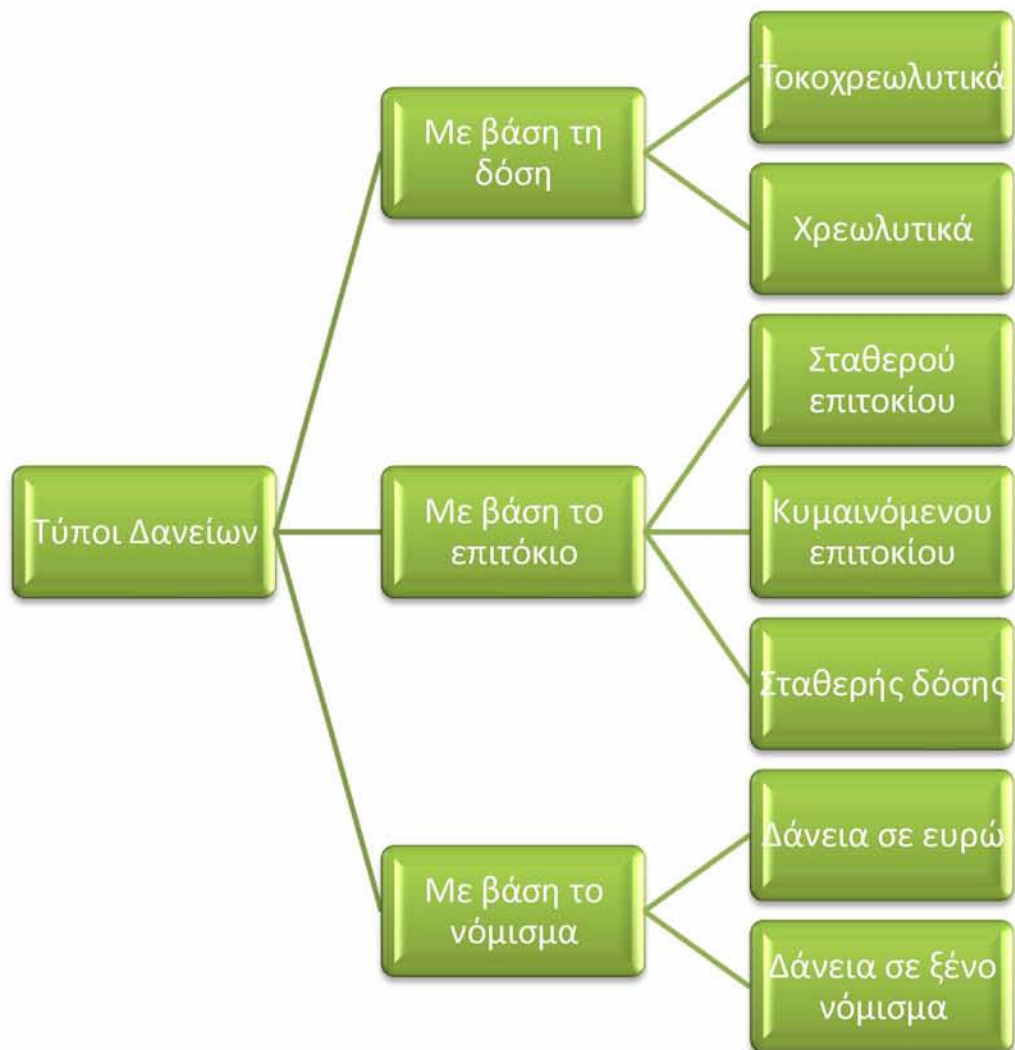 Τύποι Δανείων
Με βάση τη
δόση
Τοκοχρεωλυτικά
Χρεωλυτικά
Με βάση το
επιτόκιο
Σταθερού
επιτοκίου
Κυμαινόμενου
επιτοκίου
Σταθερής δόσης
Με βάση το
νόμισμα
Δάνεια σε ευρώ
Δάνεια σε ξένο
νόμισμα